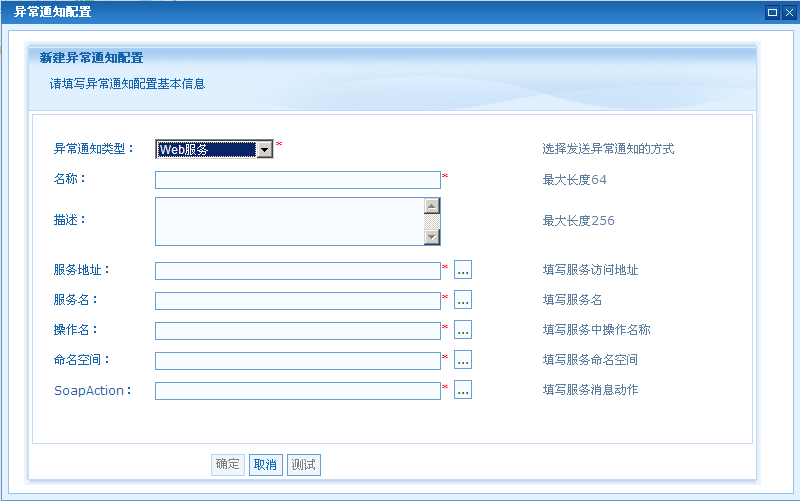 异常通知配置
新建异常通知配置
请填写异常通知配置基本信息
异常通知类型： Web服务 * 选择发送异常通知的方式
名称： * 最大长度64
描述： 最大长度256
服务地址： * ... 填写服务访问地址
服务名： * ... 填写服务名
操作名： * ... 填写服务中操作名称
命名空间： * ... 填写服务命名空间
SoapAction： * ... 填写服务消息动作
确定 取消 测试